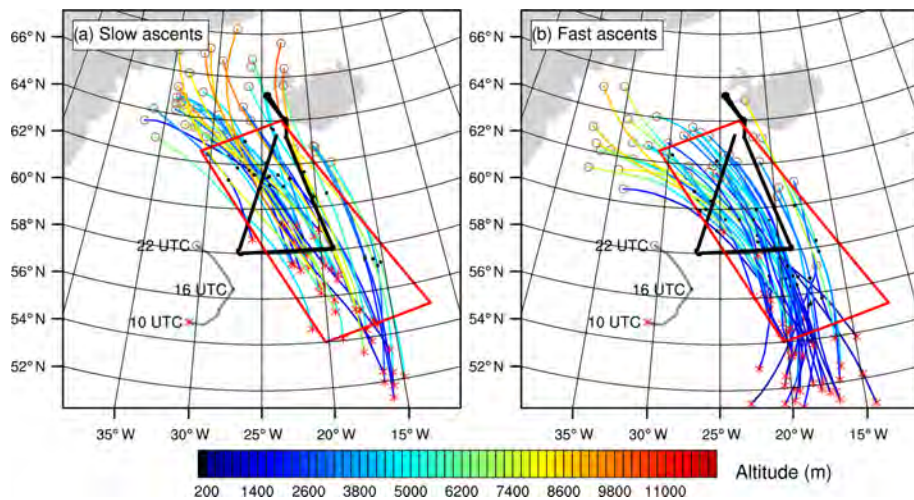 (a) Slow ascents
(b) Fast ascents
66° N
64° N
62° N
60° N
58° N
56° N
54° N
52° N
22 UTC
16 UTC
10 UTC
35° W
30° W
25° W
20° W
15° W
66° N
64° N
62° N
60° N
58° N
56° N
54° N
52° N
22 UTC
16 UTC
10 UTC
35° W
30° W
25° W
20° W
15° W
200 1400 2600 3800 5000 6200 7400 8600 9800 11000
Altitude (m)